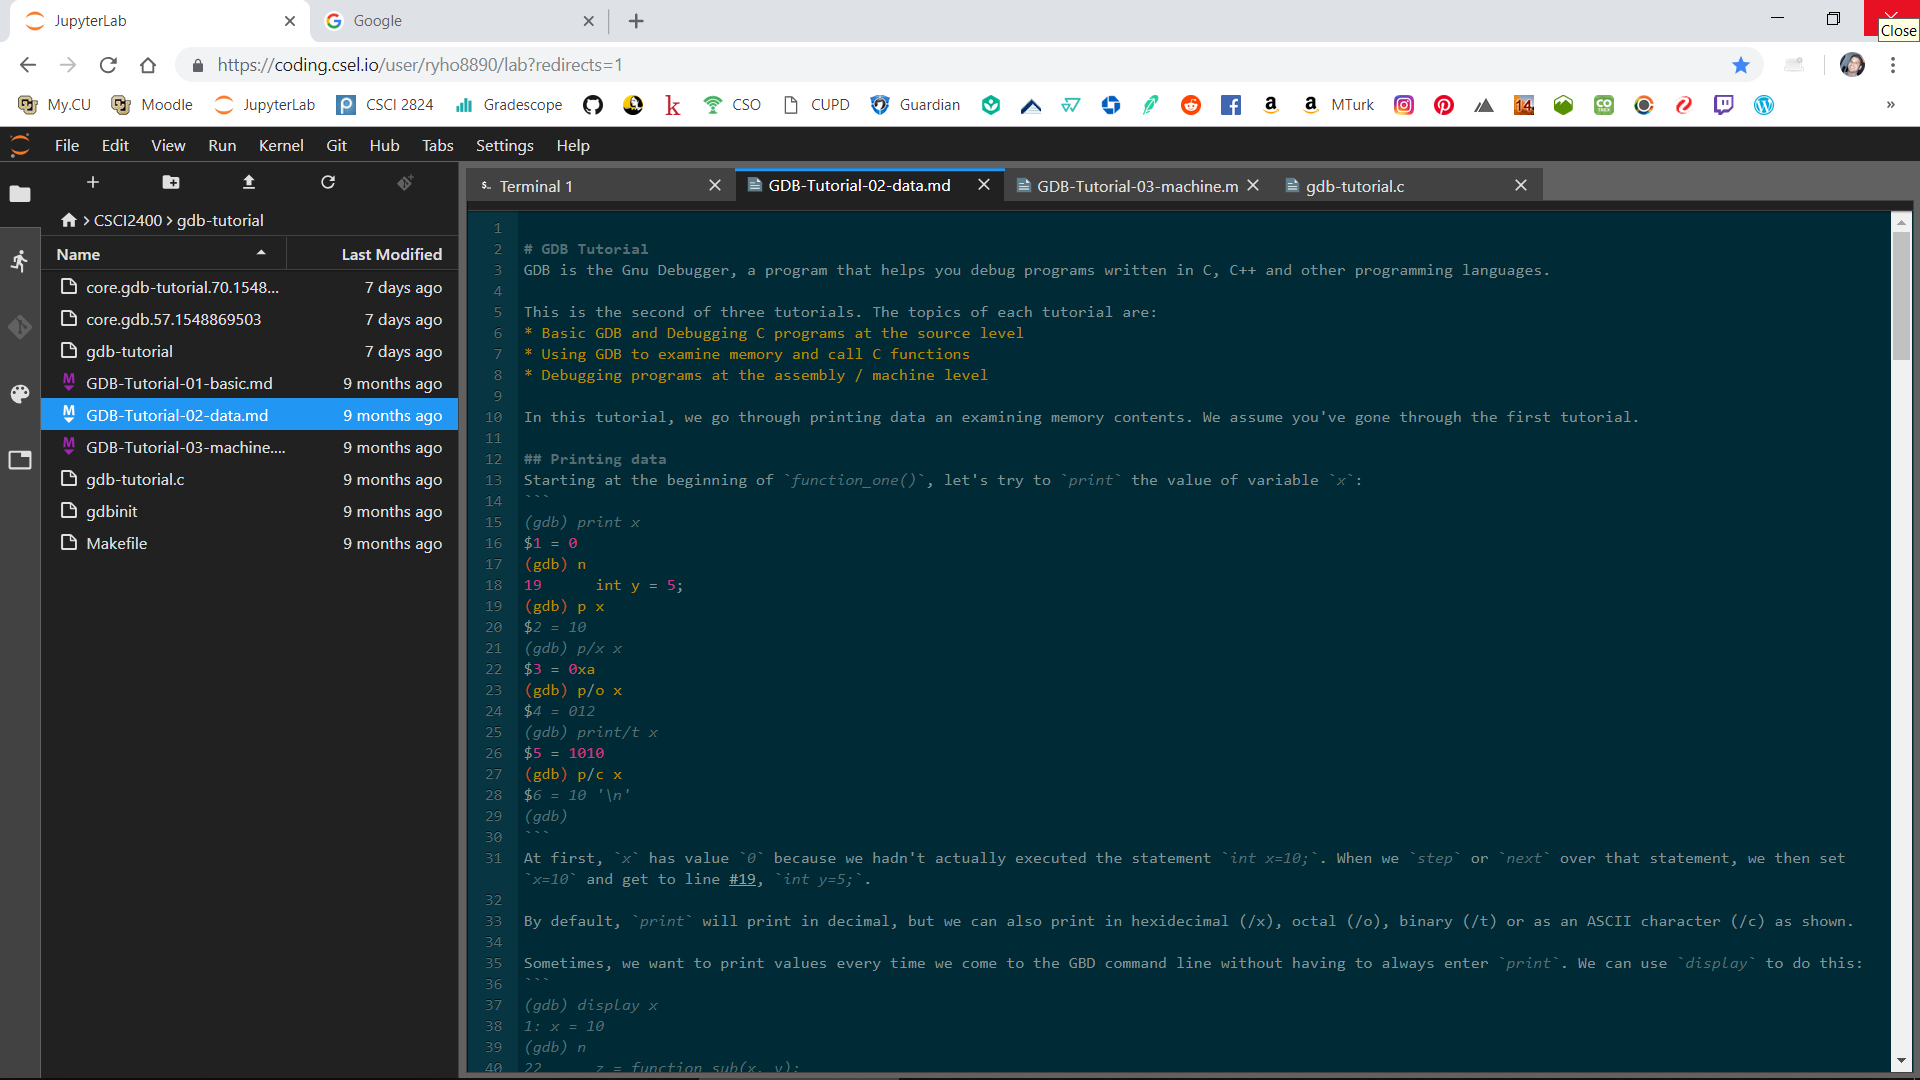 JupyterLab
Google
Close
https://coding.csel.io/user/ryho8890/lab?redirects=1
My.CU
Moodle
JupyterLab
CSCI 2824
Gradescope
CSO
CUPD
Guardian
MTurk
File Edit View Run Kernel Git Hub Tabs Settings Help
Terminal 1
GDB-Tutorial-02-data.md
GDB-Tutorial-03-machine.m
gdb-tutorial.c
CSCI2400 > gdb-tutorial
Name Last Modified
core.gdb-tutorial.70.1548... 7 days ago
core.gdb.57.1548869503 7 days ago
gdb-tutorial 7 days ago
GDB-Tutorial-01-basic.md 9 months ago
GDB-Tutorial-02-data.md 9 months ago
GDB-Tutorial-03-machine.... 9 months ago
gdb-tutorial.c 9 months ago
gdbinit 9 months ago
Makefile 9 months ago
1
2 # GDB Tutorial
3 GDB is the Gnu Debugger, a program that helps you debug programs written in C, C++ and other programming languages.
4
5 This is the second of three tutorials. The topics of each tutorial are:
6 * Basic GDB and Debugging C programs at the source level
7 * Using GDB to examine memory and call C functions
8 * Debugging programs at the assembly / machine level
9
10 In this tutorial, we go through printing data an examining memory contents. We assume you've gone through the first tutorial.
11
12 ## Printing data
13 Starting at the beginning of `function_one()`, let's try to `print` the value of variable `x`:
14 ```
15 (gdb) print x
16 $1 = 0
17 (gdb) n
18 19      int y = 5;
19 (gdb) p x
20 $2 = 10
21 (gdb) p/x x
22 $3 = 0xa
23 (gdb) p/o x
24 $4 = 012
25 (gdb) print/t x
26 $5 = 1010
27 (gdb) p/c x
28 $6 = 10 '\n'
29 (gdb)
30 ```
31 At first, `x` has value `0` because we hadn't actually executed the statement `int x=10;`. When we `step` or `next` over that statement, we then set
`x=10` and get to line #19, `int y=5;`.
32
33 By default, `print` will print in decimal, but we can also print in hexidecimal (/x), octal (/o), binary (/t) or as an ASCII character (/c) as shown.
34
35 Sometimes, we want to print values every time we come to the GBD command line without having to always enter `print`. We can use `display` to do this:
36 ```
37 (gdb) display x
38 1: x = 10
39 (gdb) n
40 22      z = function_sub(x, y);